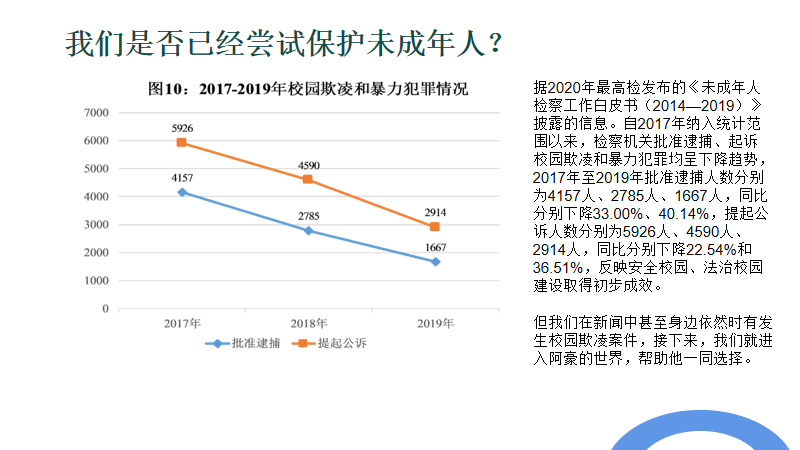 我们是否已经尝试保护未成年人？
图10：2017-2019年校园欺凌和暴力犯罪情况
7000
6000
5000
4000
3000
2000
1000
0
5926
4590
2914
4157
2785
1667
2017年
2018年
2019年
批准逮捕
提起公诉
据2020年最高检发布的《未成年人
检察工作白皮书（2014—2019）》
披露的信息。自2017年纳入统计范
围以来，检察机关批准逮捕、起诉
校园欺凌和暴力犯罪均呈下降趋势，
2017年至2019年批准逮捕人数分别
为4157人、2785人、1667人，同比
分别下降33.00%、40.14%，提起公
诉人数分别为5926人、4590人、
2914人，同比分别下降22.54%和
36.51%，反映安全校园、法治校园
建设取得初步成效。
但我们在新闻中甚至身边依然时有发
生校园欺凌案件，接下来，我们就进
入阿豪的世界，帮助他一同选择。